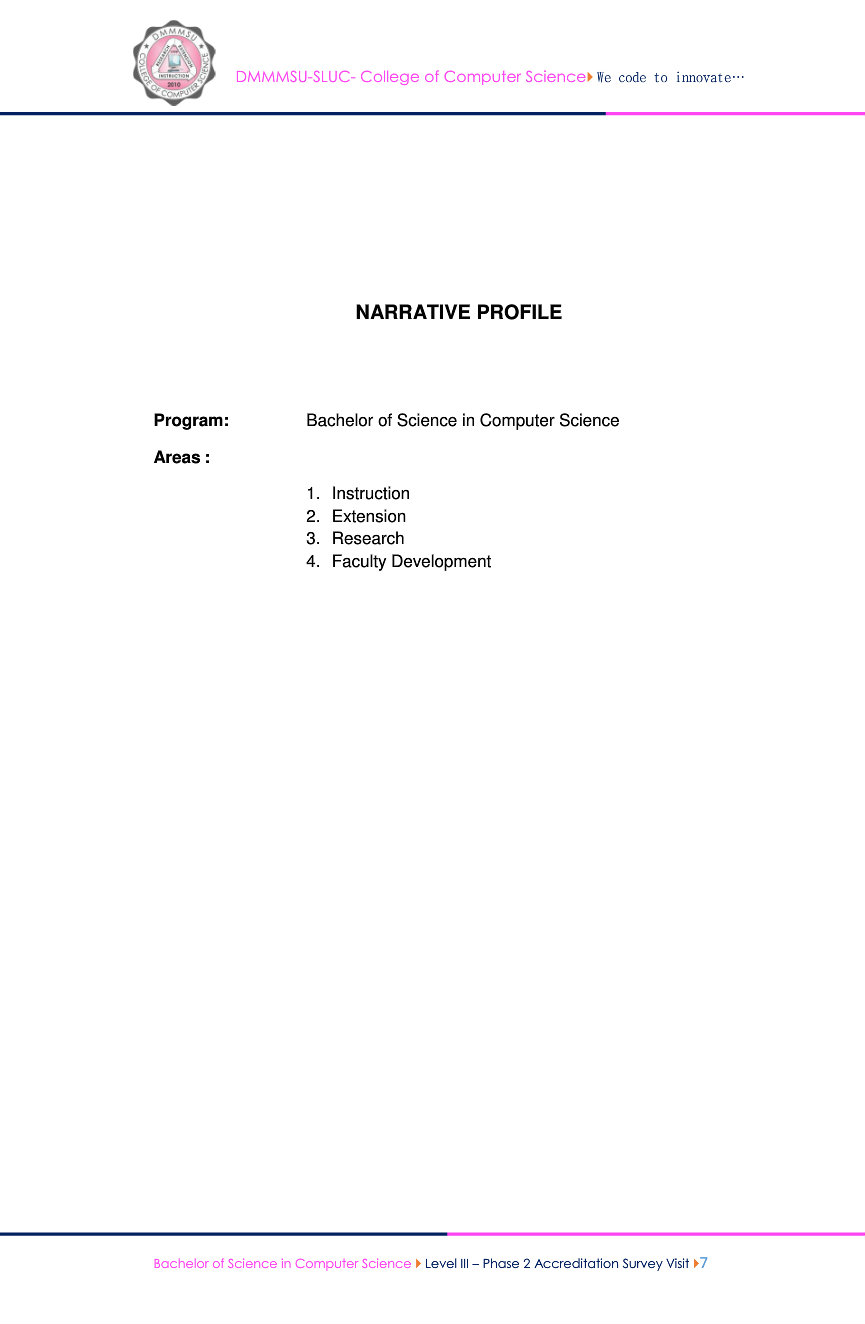 DMMMSU
COLLEGE OF COMPUTER SCIENCE
RESEARCH
EXTENSION
INSTRUCTION
2010
DMMMSU-SLUC- College of Computer Science We code to innovate…
NARRATIVE PROFILE
Program: Bachelor of Science in Computer Science
Areas :
1. Instruction
2. Extension
3. Research
4. Faculty Development
Bachelor of Science in Computer Science Level III – Phase 2 Accreditation Survey Visit 7